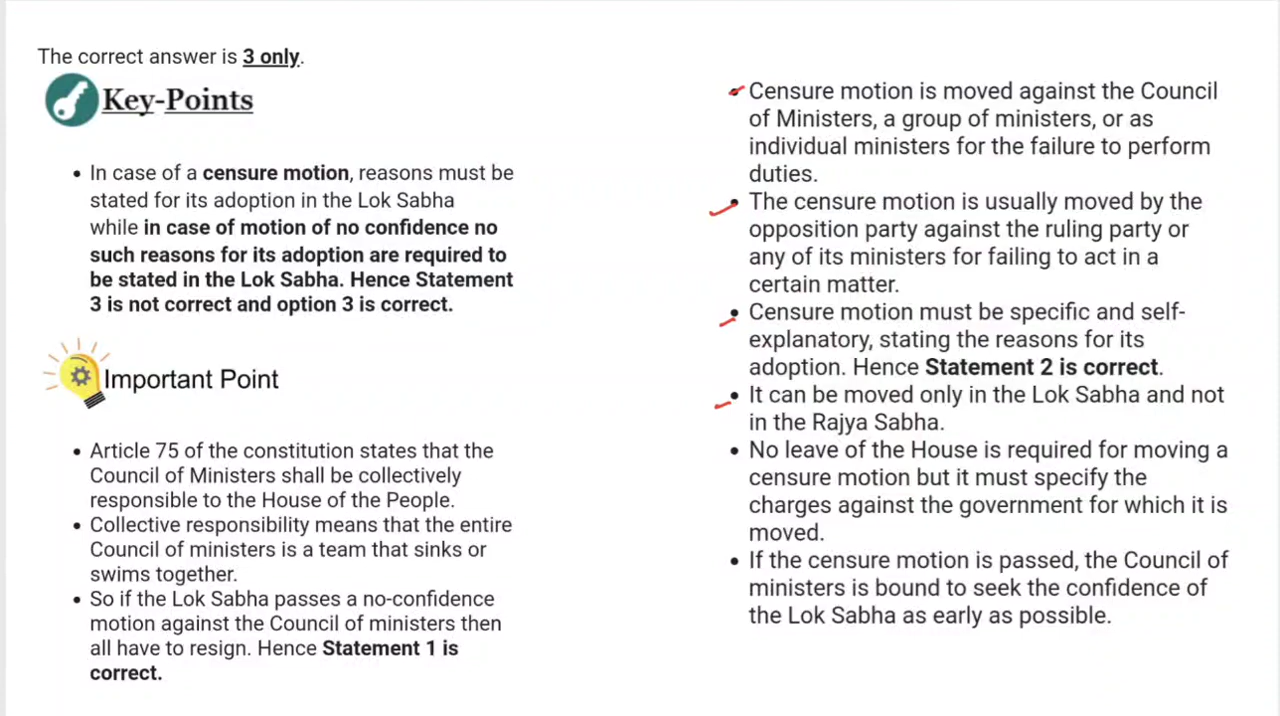 The correct answer is 3 only.
Key-Points
• In case of a censure motion, reasons must be
stated for its adoption in the Lok Sabha
while in case of motion of no confidence no
such reasons for its adoption are required to
be stated in the Lok Sabha. Hence Statement
3 is not correct and option 3 is correct.
Important Point
• Article 75 of the constitution states that the
Council of Ministers shall be collectively
responsible to the House of the People.
• Collective responsibility means that the entire
Council of ministers is a team that sinks or
swims together.
• So if the Lok Sabha passes a no-confidence
motion against the Council of ministers then
all have to resign. Hence Statement 1 is
correct.
• Censure motion is moved against the Council
of Ministers, a group of ministers, or as
individual ministers for the failure to perform
duties.
• The censure motion is usually moved by the
opposition party against the ruling party or
any of its ministers for failing to act in a
certain matter.
• Censure motion must be specific and self-
explanatory, stating the reasons for its
adoption. Hence Statement 2 is correct.
• It can be moved only in the Lok Sabha and not
in the Rajya Sabha.
• No leave of the House is required for moving a
censure motion but it must specify the
charges against the government for which it is
moved.
• If the censure motion is passed, the Council of
ministers is bound to seek the confidence of
the Lok Sabha as early as possible.